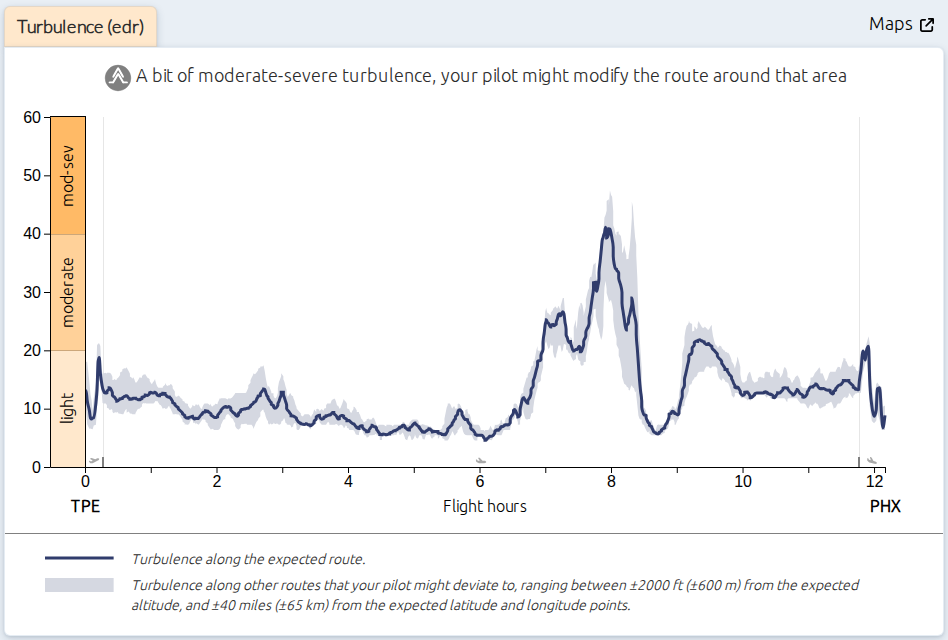 Turbulence (edr)
Maps
A bit of moderate-severe turbulence, your pilot might modify the route around that area
60
50
40
30
20
10
0
mod-sev
moderate
light
0 2 4 6 8 10 12
TPE Flight hours PHX
Turbulence along the expected route.
Turbulence along other routes that your pilot might deviate to, ranging between ±2000 ft (±600 m) from the expected
altitude, and ±40 miles (±65 km) from the expected latitude and longitude points.